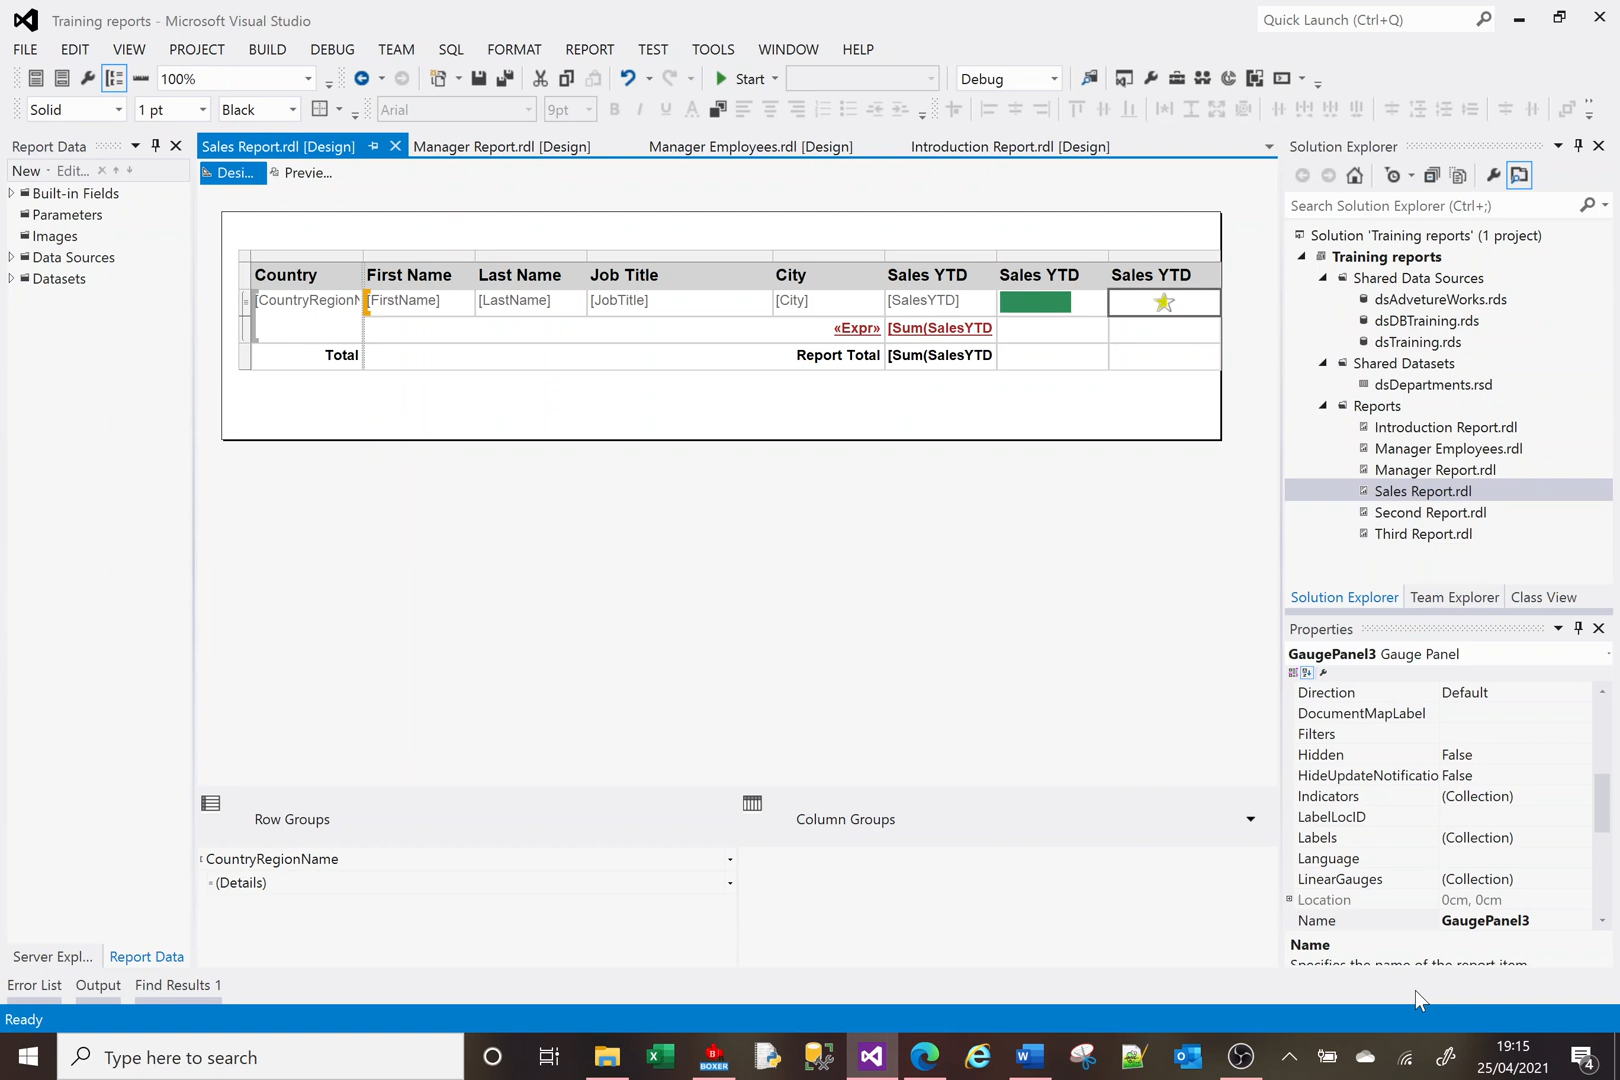 Training reports - Microsoft Visual Studio
Quick Launch (Ctrl+Q)
FILE EDIT VIEW PROJECT BUILD DEBUG TEAM SQL FORMAT REPORT TEST TOOLS WINDOW HELP
100% Start Debug
Solid 1 pt Black Arial 9pt
Report Data
Sales Report.rdl [Design] Manager Report.rdl [Design] Manager Employees.rdl [Design] Introduction Report.rdl [Design]
Solution Explorer
New Edit...
Desi... Previe...
Built-in Fields
Parameters
Images
Data Sources
Datasets
Country First Name Last Name Job Title City Sales YTD Sales YTD Sales YTD
[CountryRegionN [FirstName] [LastName] [JobTitle] [City] [SalesYTD]
«Expr» [Sum(SalesYTD
Total Report Total [Sum(SalesYTD
Search Solution Explorer (Ctrl+;)
Solution 'Training reports' (1 project)
Training reports
Shared Data Sources
dsAdvetureWorks.rds
dsDBTraining.rds
dsTraining.rds
Shared Datasets
dsDepartments.rsd
Reports
Introduction Report.rdl
Manager Employees.rdl
Manager Report.rdl
Sales Report.rdl
Second Report.rdl
Third Report.rdl
Solution Explorer Team Explorer Class View
Properties
GaugePanel3 Gauge Panel
Direction Default
DocumentMapLabel
Filters
Hidden False
HideUpdateNotificatio False
Indicators (Collection)
LabelLocID
Labels (Collection)
Language
LinearGauges (Collection)
Location 0cm, 0cm
Name GaugePanel3
Name
Specifies the name of the report item
Row Groups
Column Groups
CountryRegionName
(Details)
Server Expl... Report Data
Error List Output Find Results 1
Ready
Type here to search
BOXER
19:15
25/04/2021
4